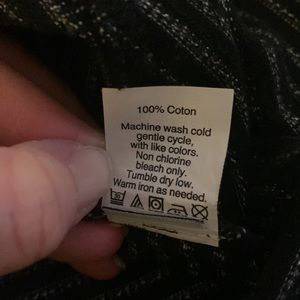 100% Coton
Machine wash cold
gentle cycle,
with like colors.
Non chlorine
bleach only.
Tumble dry low.
Warm iron as needed.